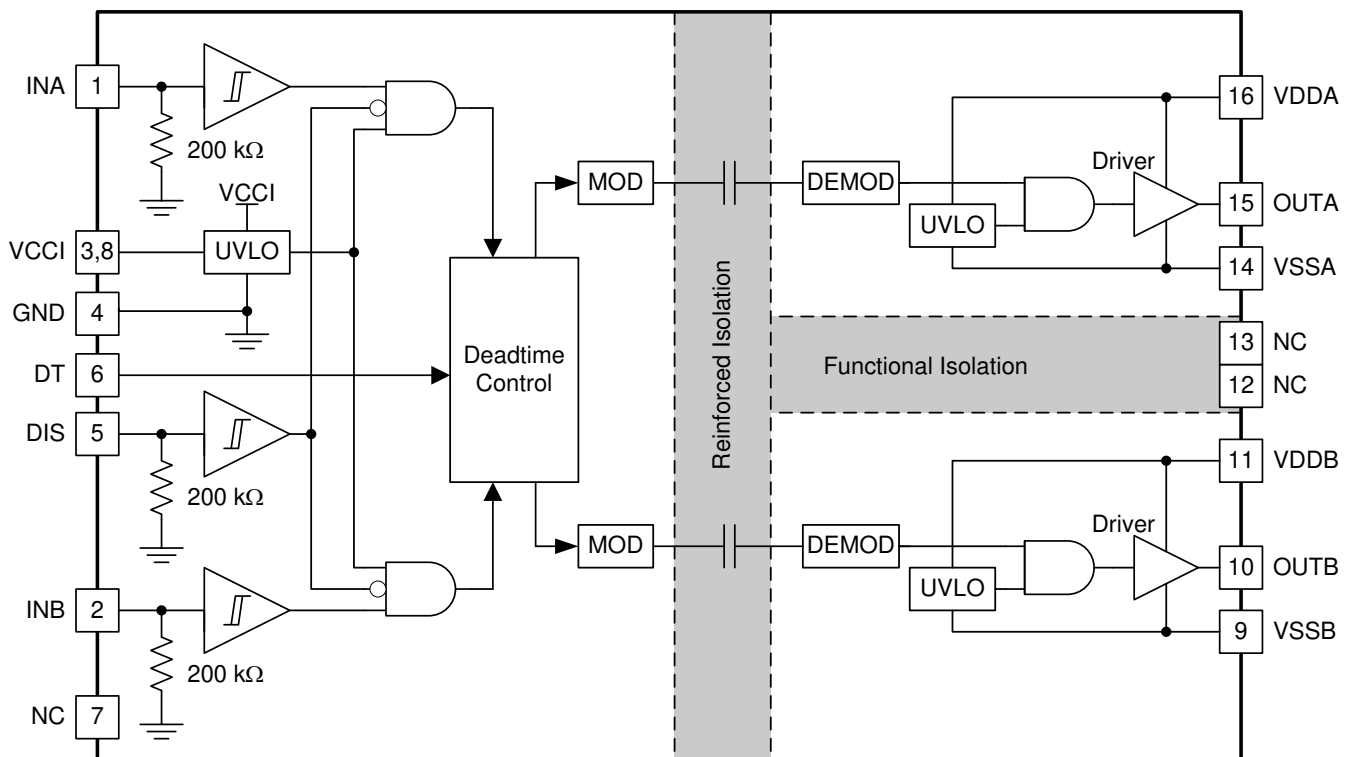 INA
1
200 kΩ
VCCI
VCCI
3,8
UVLO
GND
4
DT
6
DIS
5
200 kΩ
INB
2
200 kΩ
NC
7
Deadtime
Control
MOD
MOD
Reinforced Isolation
DEMOD
UVLO
Driver
16
VDDA
15
OUTA
14
VSSA
Functional Isolation
13
NC
12
NC
11
VDDB
DEMOD
UVLO
Driver
10
OUTB
9
VSSB